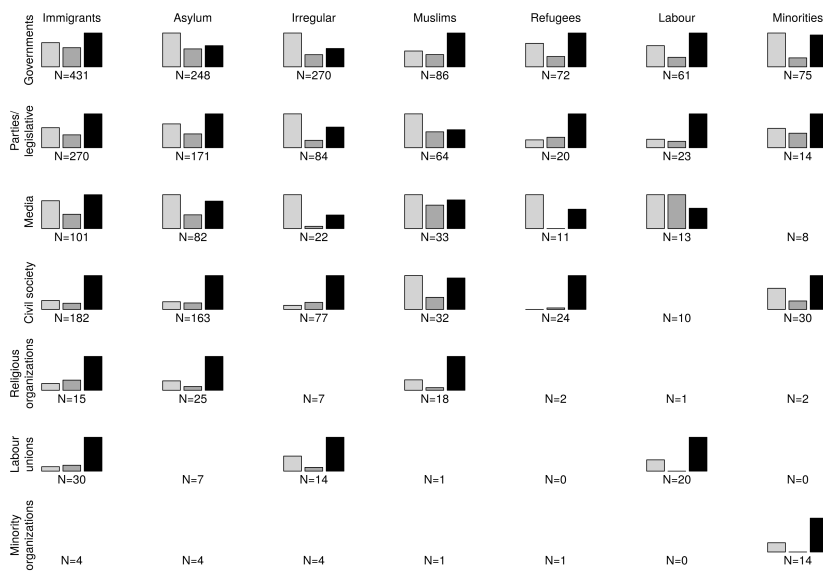 Immigrants Asylum Irregular Muslims Refugees Labour Minorities
Governments
N=431 N=248 N=270 N=86 N=72 N=61 N=75
Parties/
legislative
N=270 N=171 N=84 N=64 N=20 N=23 N=14
Media
N=101 N=82 N=22 N=33 N=11 N=13 N=8
Civil society
N=182 N=163 N=77 N=32 N=24 N=10 N=30
Religious
organizations
N=15 N=25 N=7 N=18 N=2 N=1 N=2
Labour
unions
N=30 N=7 N=14 N=1 N=0 N=20 N=0
Minority
organizations
N=4 N=4 N=4 N=1 N=1 N=0 N=14